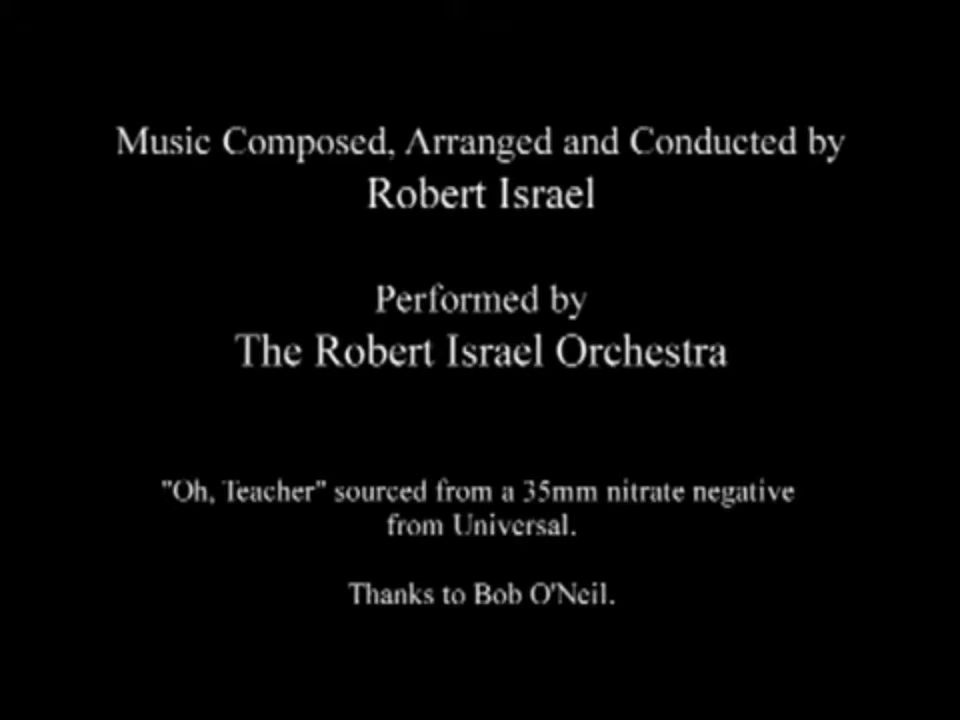 Music Composed, Arranged and Conducted by
Robert Israel
Performed by
The Robert Israel Orchestra
"Oh, Teacher" sourced from a 35mm nitrate negative
from Universal.
Thanks to Bob O'Neil.